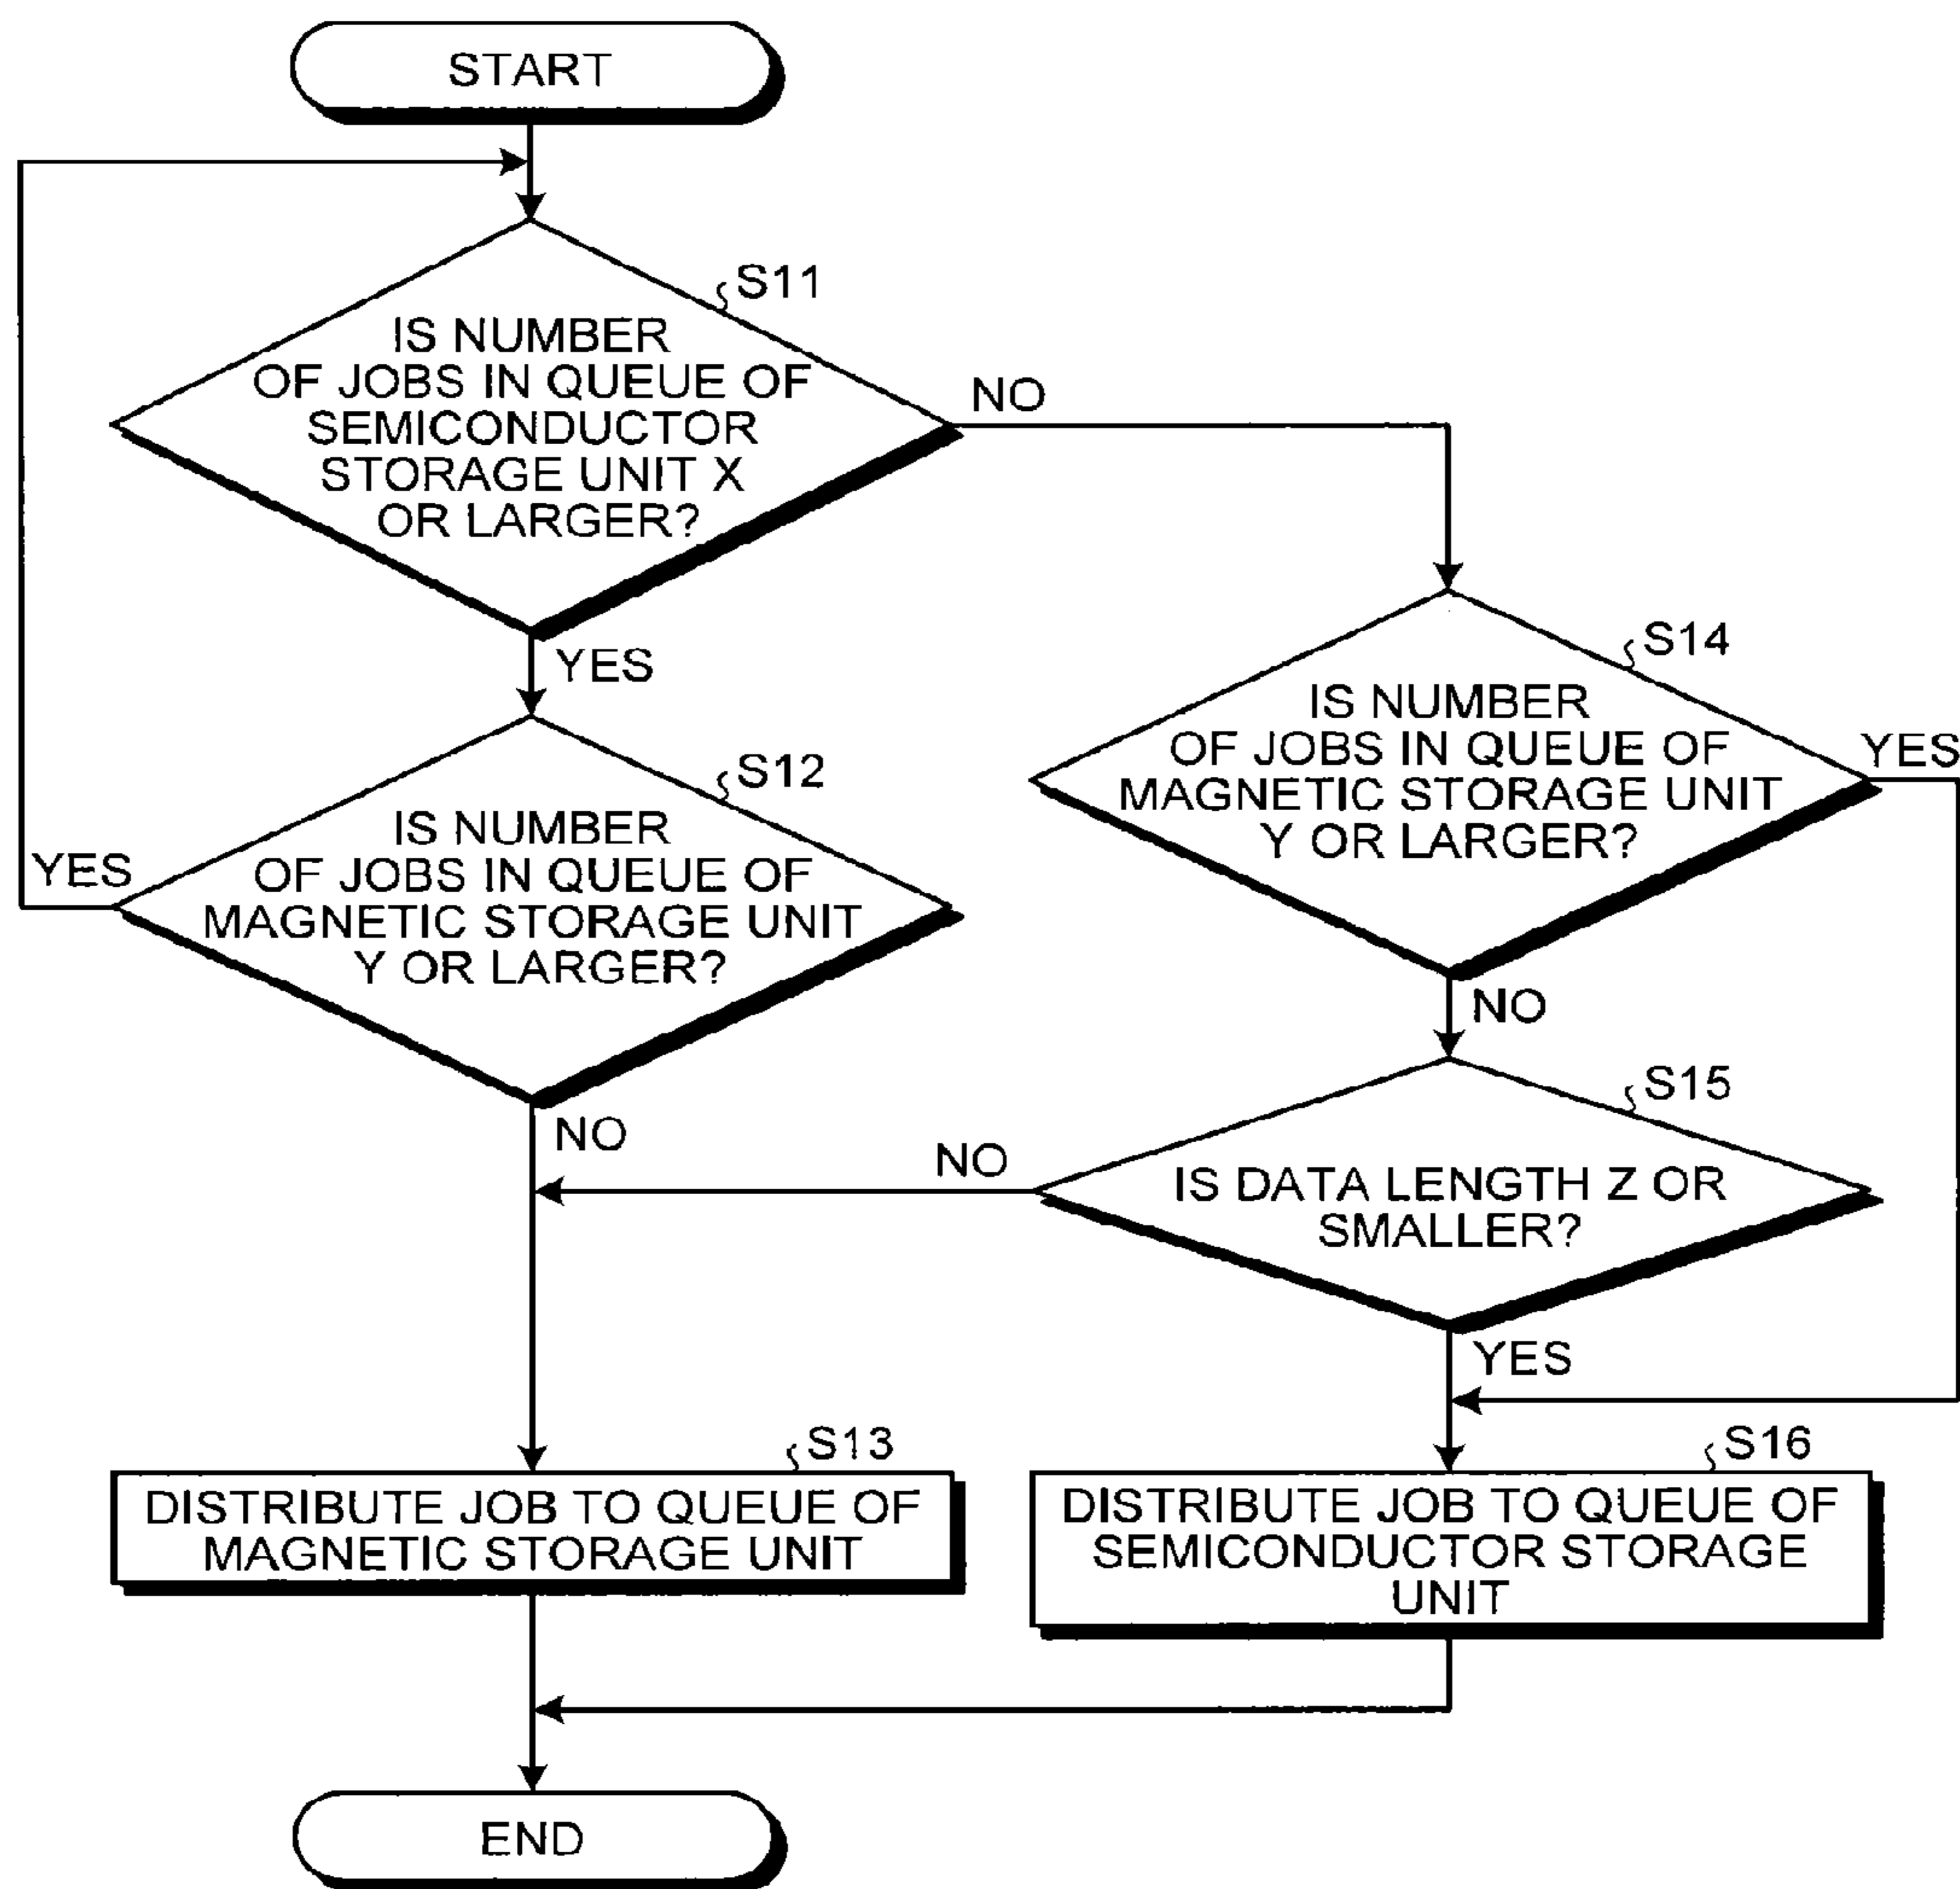 START
S11
IS NUMBER
OF JOBS IN QUEUE OF
SEMICONDUCTOR
STORAGE UNIT X
OR LARGER?
NO
YES
S12
IS NUMBER
OF JOBS IN QUEUE OF
MAGNETIC STORAGE UNIT
Y OR LARGER?
YES
NO
S14
IS NUMBER
OF JOBS IN QUEUE OF
MAGNETIC STORAGE UNIT
Y OR LARGER?
YES
NO
S15
IS DATA LENGTH Z OR
SMALLER?
NO
YES
S13
DISTRIBUTE JOB TO QUEUE OF
MAGNETIC STORAGE UNIT
S16
DISTRIBUTE JOB TO QUEUE OF
SEMICONDUCTOR STORAGE
UNIT
END